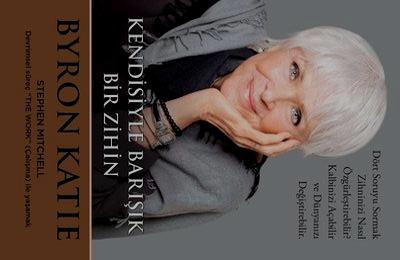 Dört Soruyu Sormak
Zihninizi Nasıl
Özgürleştirebilir?
Kalbinizi Açabilir
ve Dünyanızı
Değiştirebilir.
KENDİSİYLE BARIŞIK
BİR ZİHİN
BYRON KATIE
STEPHEN MITCHELL
Devrimsel süreç "THE WORK" (Çalışma) ile yaşamak